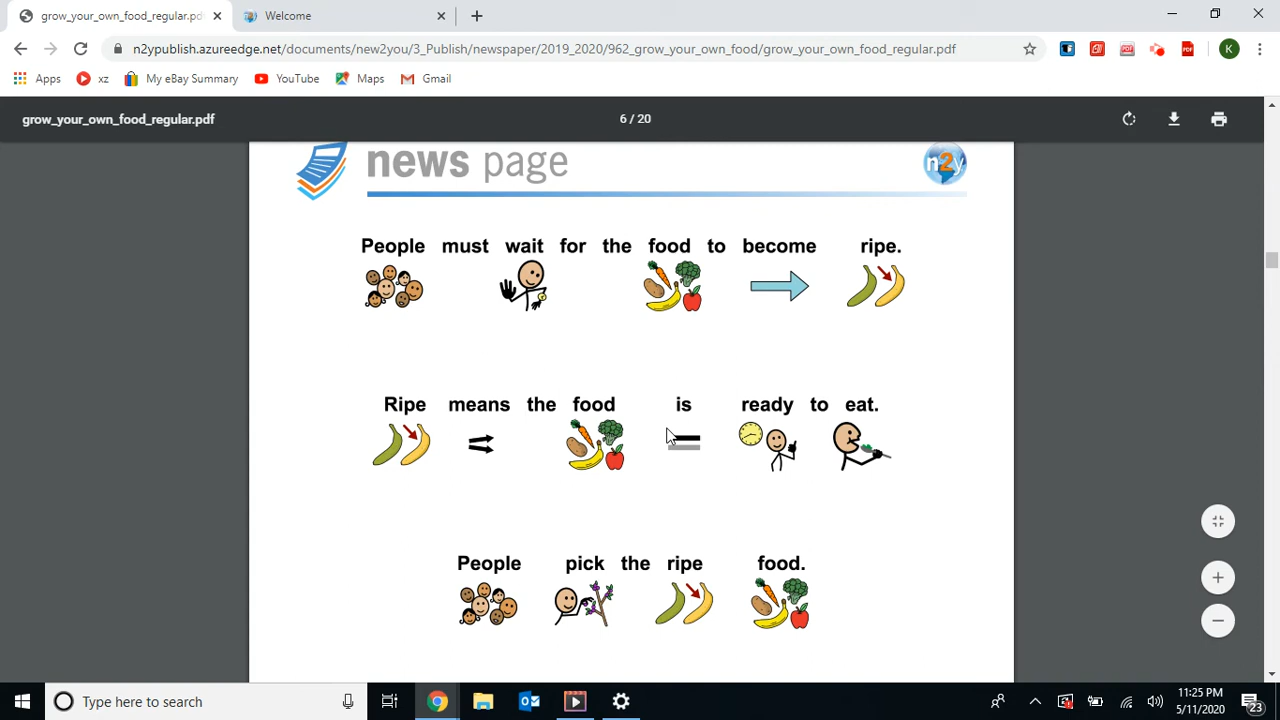 grow_your_own_food_regular.pd
Welcome
n2ypublish.azureedge.net/documents/new2you/3_Publish/newspaper/2019_2020/962_grow_your_own_food/grow_your_own_food_regular.pdf
K
Apps xz My eBay Summary YouTube Maps Gmail
grow_your_own_food_regular.pdf 6 / 20
news page n2y
People must wait for the food to become ripe.
Ripe means the food is ready to eat.
People pick the ripe food.
Type here to search
11:25 PM
5/11/2020
23